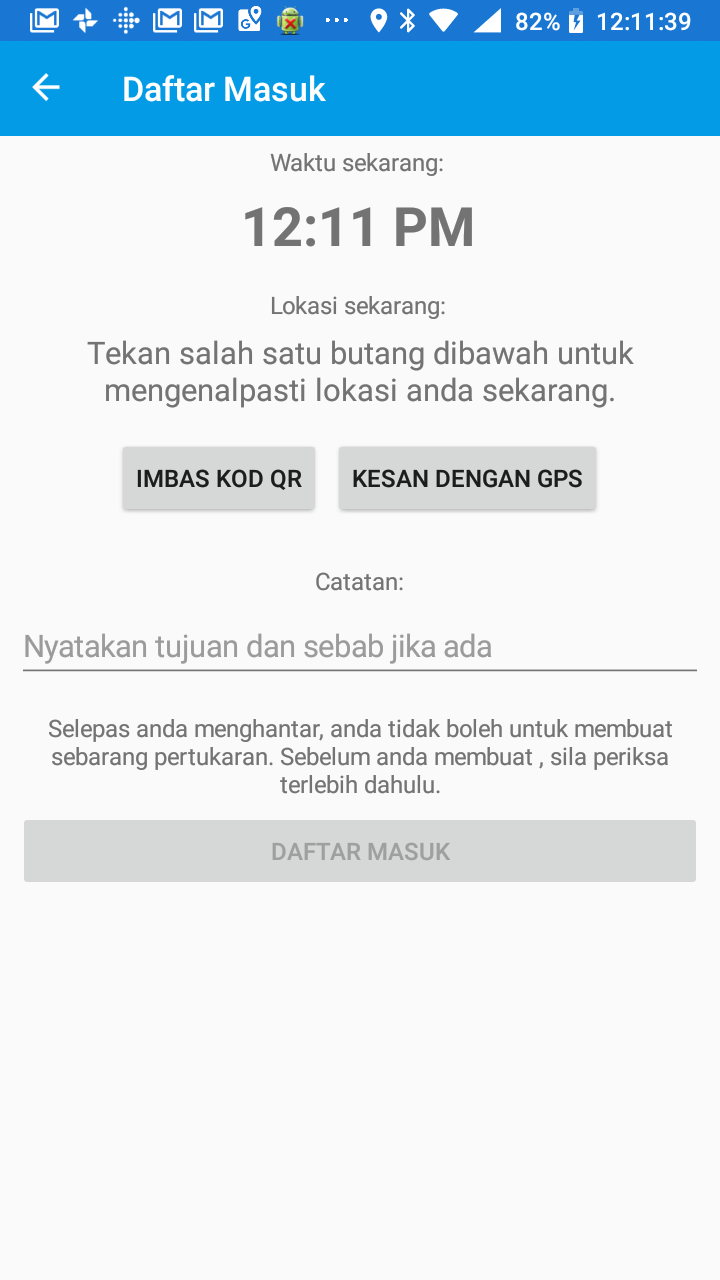 82% 12:11:39
Daftar Masuk
Waktu sekarang:
12:11 PM
Lokasi sekarang:
Tekan salah satu butang dibawah untuk
mengenalpasti lokasi anda sekarang.
IMBAS KOD QR KESAN DENGAN GPS
Catatan:
Nyatakan tujuan dan sebab jika ada
Selepas anda menghantar, anda tidak boleh untuk membuat
sebarang pertukaran. Sebelum anda membuat , sila periksa
terlebih dahulu.
DAFTAR MASUK